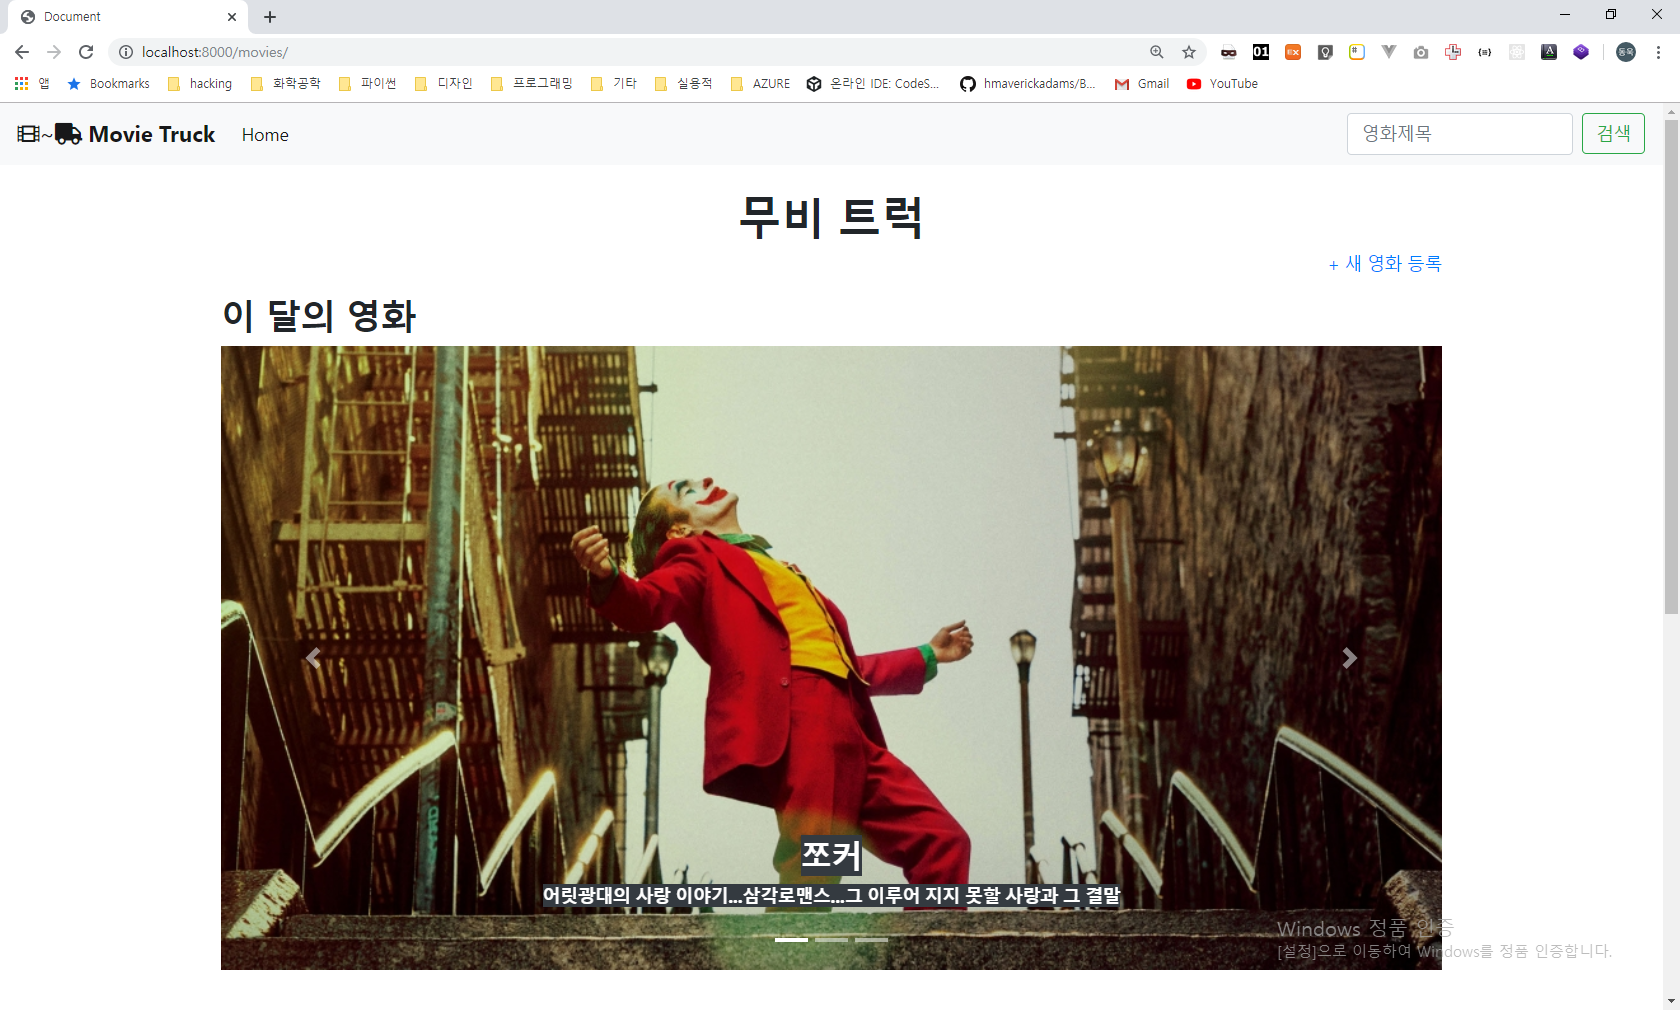 Document
localhost:8000/movies/
앱
Bookmarks
hacking
화학공학
파이썬
디자인
프로그래밍
기타
실용적
AZURE
온라인 IDE: CodeS...
hmaverickadams/B...
Gmail
YouTube
01
동욱
~ Movie Truck
Home
영화제목
검색
무비 트럭
+ 새 영화 등록
이 달의 영화
쪼커
어릿광대의 사랑 이야기...삼각로맨스...그 이루어 지지 못할 사랑과 그 결말
Windows 정품 인증
[설정]으로 이동하여 Windows를 정품 인증합니다.